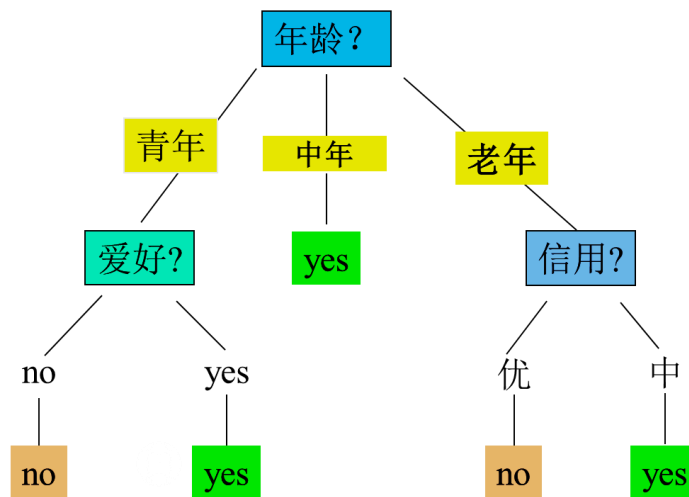 年龄?
青年
中年
老年
爱好?
yes
信用?
no
yes
优
中
no
yes
no
yes